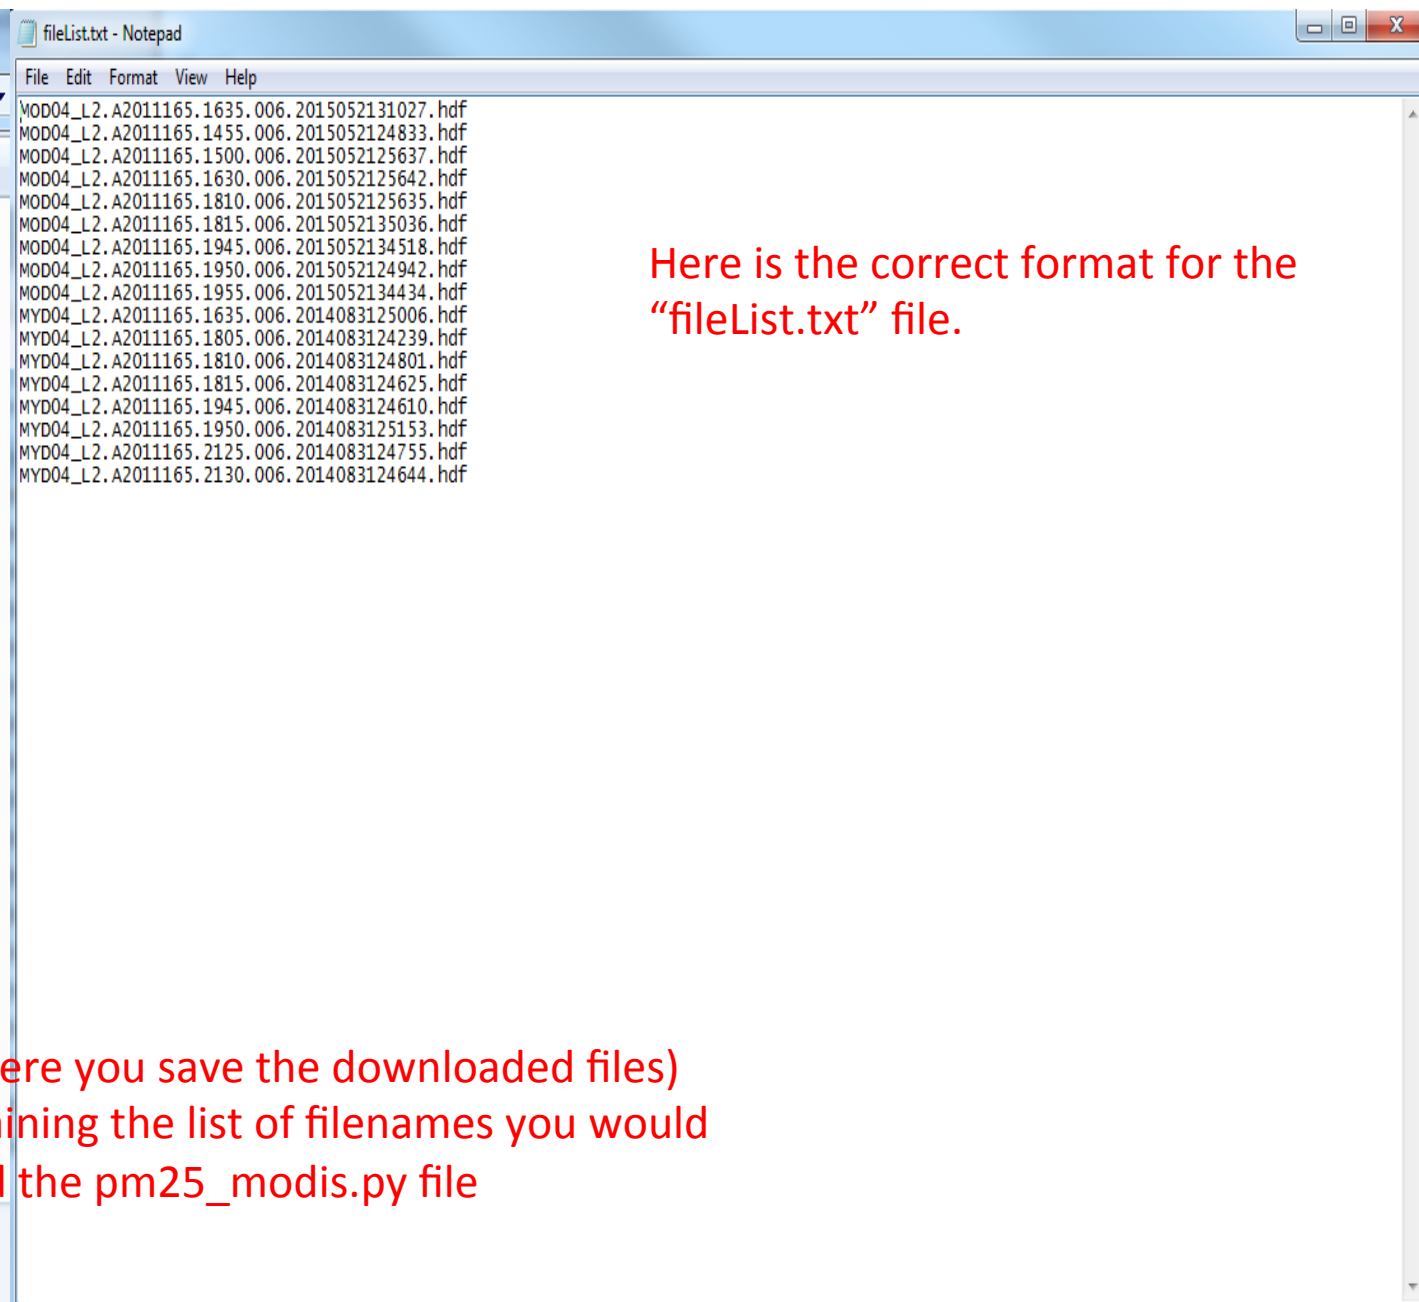 fileList.txt - Notepad
File Edit Format View Help
MOD04_L2.A2011165.1635.006.2015052131027.hdf
MOD04_L2.A2011165.1455.006.2015052124833.hdf
MOD04_L2.A2011165.1500.006.2015052125637.hdf
MOD04_L2.A2011165.1630.006.2015052125642.hdf
MOD04_L2.A2011165.1810.006.2015052125635.hdf
MOD04_L2.A2011165.1815.006.2015052135036.hdf
MOD04_L2.A2011165.1945.006.2015052134518.hdf
MOD04_L2.A2011165.1950.006.2015052124942.hdf
MOD04_L2.A2011165.1955.006.2015052134434.hdf
MYD04_L2.A2011165.1635.006.2014083125006.hdf
MYD04_L2.A2011165.1805.006.2014083124239.hdf
MYD04_L2.A2011165.1810.006.2014083124801.hdf
MYD04_L2.A2011165.1815.006.2014083124625.hdf
MYD04_L2.A2011165.1945.006.2014083124610.hdf
MYD04_L2.A2011165.1950.006.2014083125153.hdf
MYD04_L2.A2011165.2125.006.2014083124755.hdf
MYD04_L2.A2011165.2130.006.2014083124644.hdf
Here is the correct format for the
“fileList.txt” file.
ere you save the downloaded files)
ining the list of filenames you would
the pm25_modis.py file